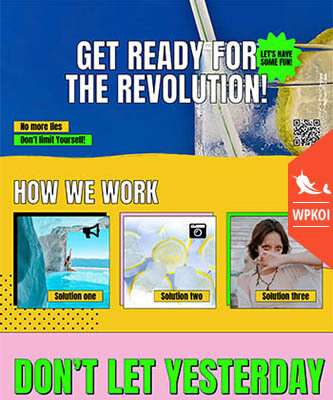 GET READY FOR
THE REVOLUTION!
LET'S HAVE
SOME FUN!
No more lies
Don't limit Yourself!
WPKOI
HOW WE WORK
Solution one
Solution two
Solution three
DON'T LET YESTERDAY